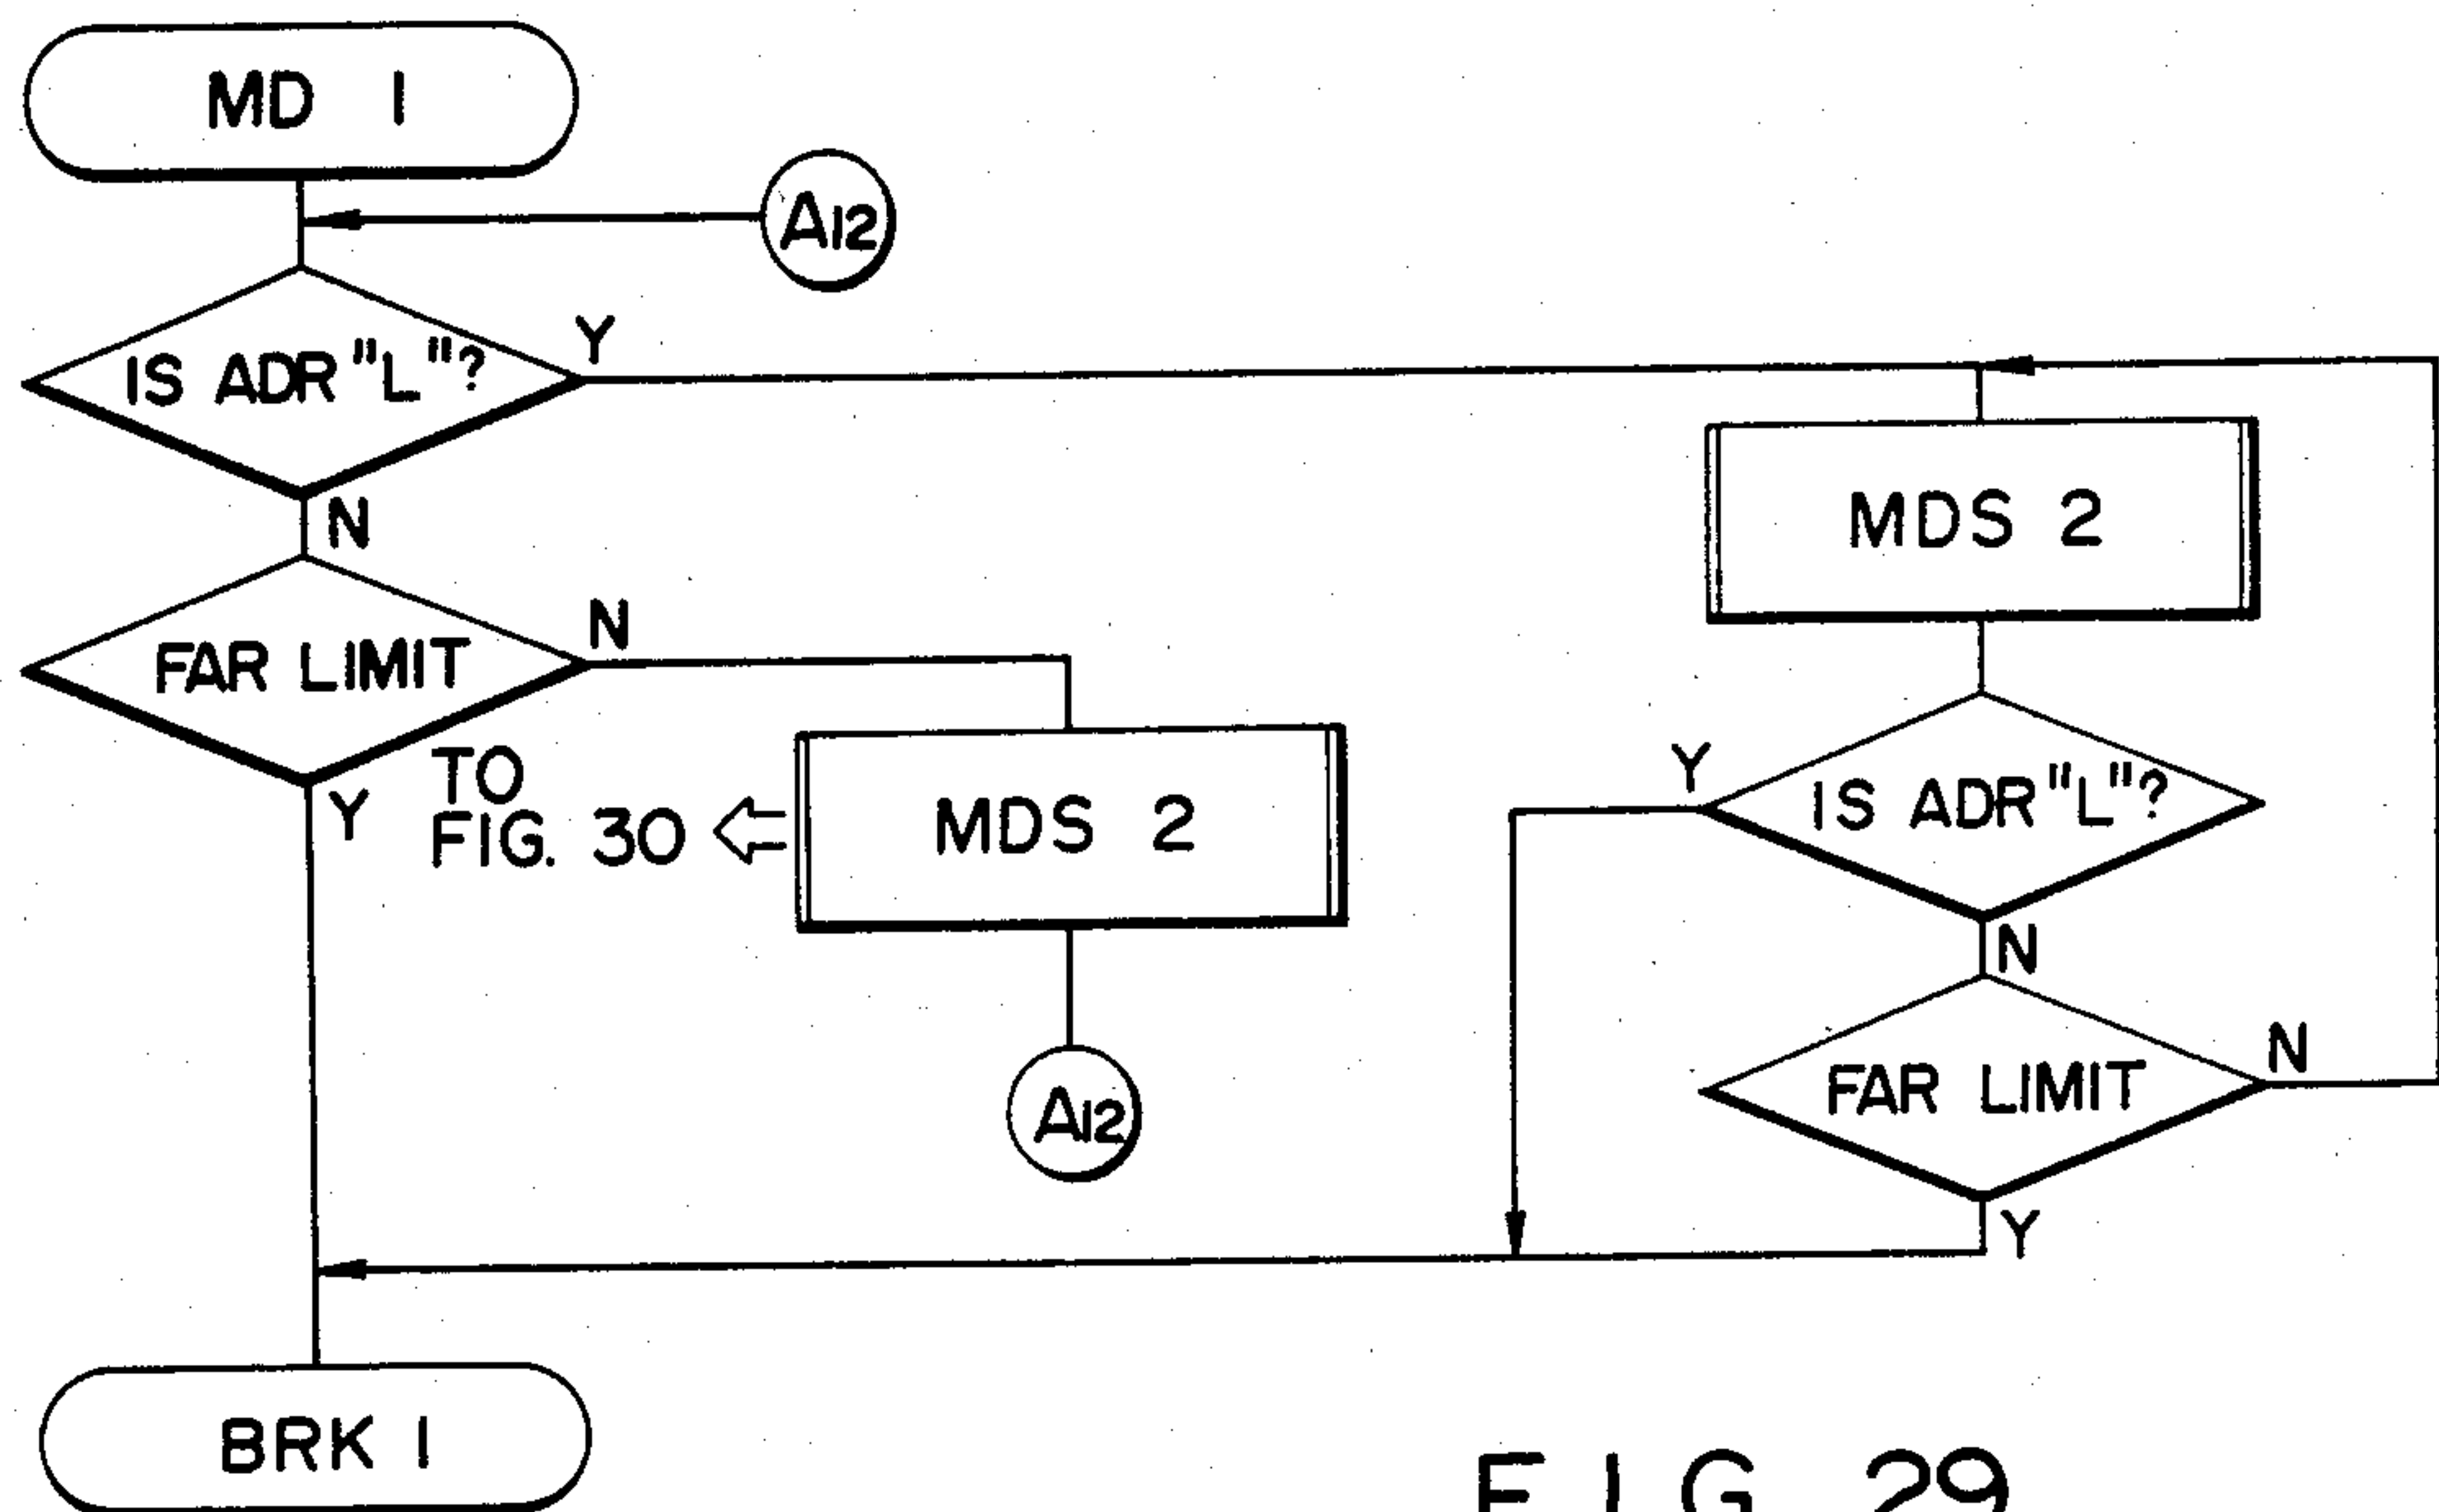 MD 1
A12
IS ADR "L"?
Y
N
FAR LIMIT
N
Y
TO
FIG. 30
MDS 2
A12
MDS 2
IS ADR "L"?
Y
N
FAR LIMIT
N
Y
BRK 1
FIG. 29